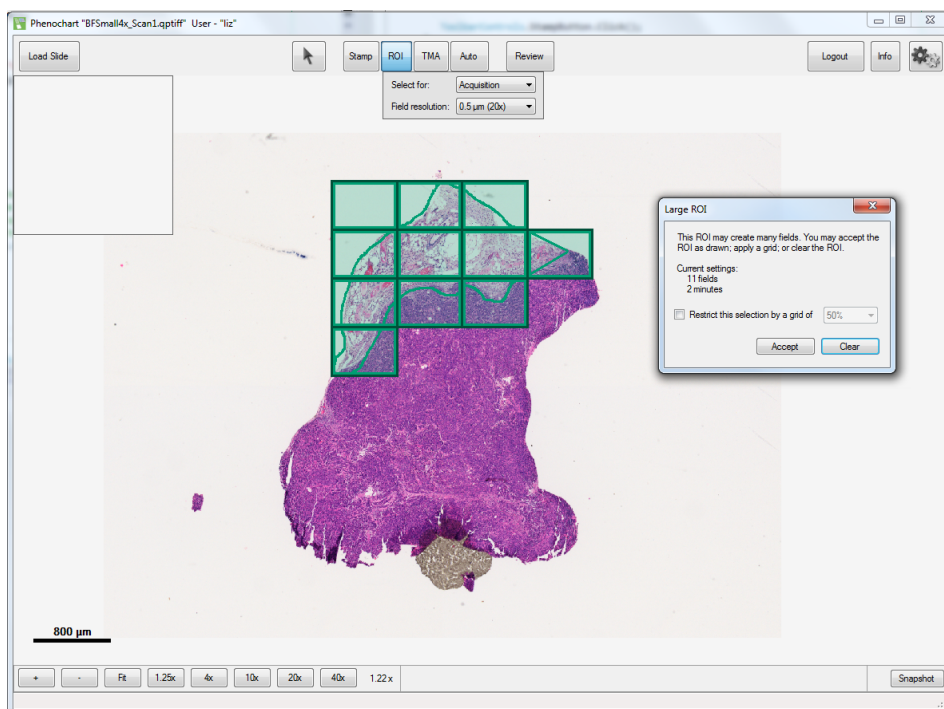 Phenochart "BFSmall4x_Scan1.qptiff" User - "liz"
Load Slide
Stamp
ROI
TMA
Auto
Review
Logout
Info
Select for:
Acquisition
Field resolution:
0.5 µm (20x)
Large ROI
This ROI may create many fields. You may accept the
ROI as drawn; apply a grid; or clear the ROI.
Current settings:
11 fields
2 minutes
Restrict this selection by a grid of
50%
Accept
Clear
800 µm
+
-
Fit
1.25x
4x
10x
20x
40x
1.22 x
Snapshot